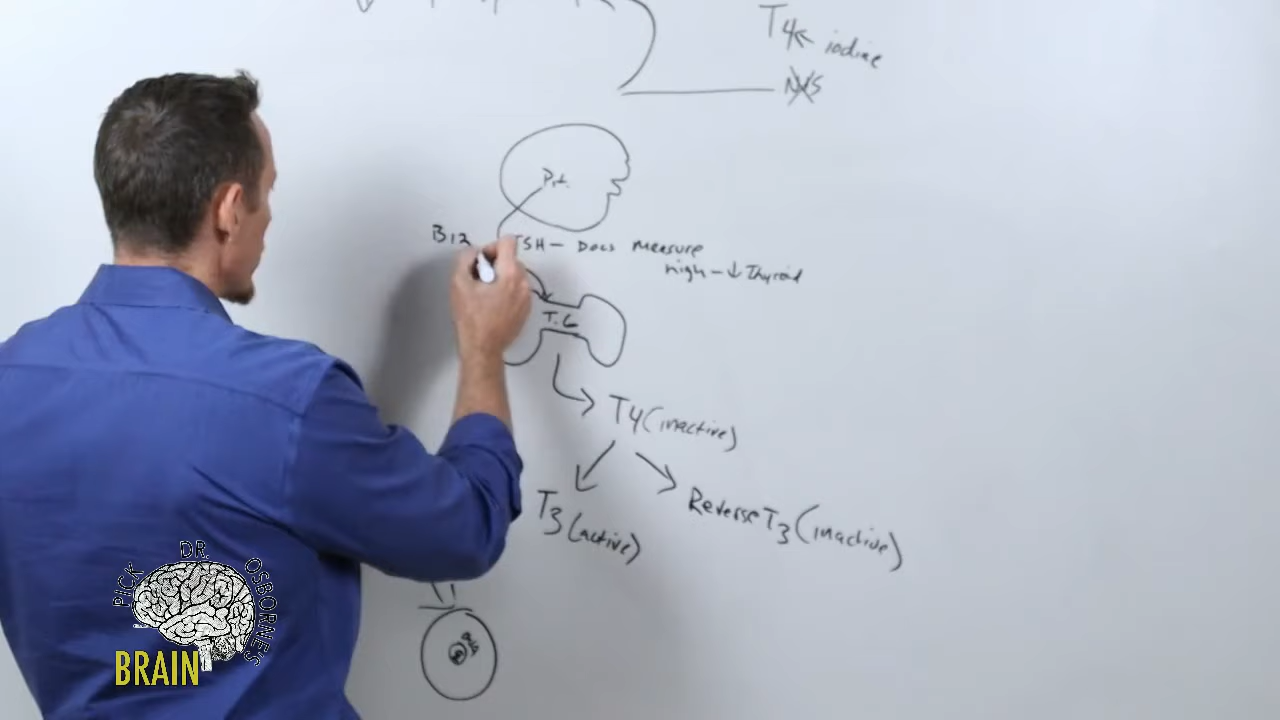 T4 ← iodine
NIS
Pit.
B12
TSH - Docs measure
high - ↓ Thyroid
T.G
T4 (inactive)
T3 (active)
Reverse T3 (inactive)
PICK
DR.
OSBORNE'S
BRAIN